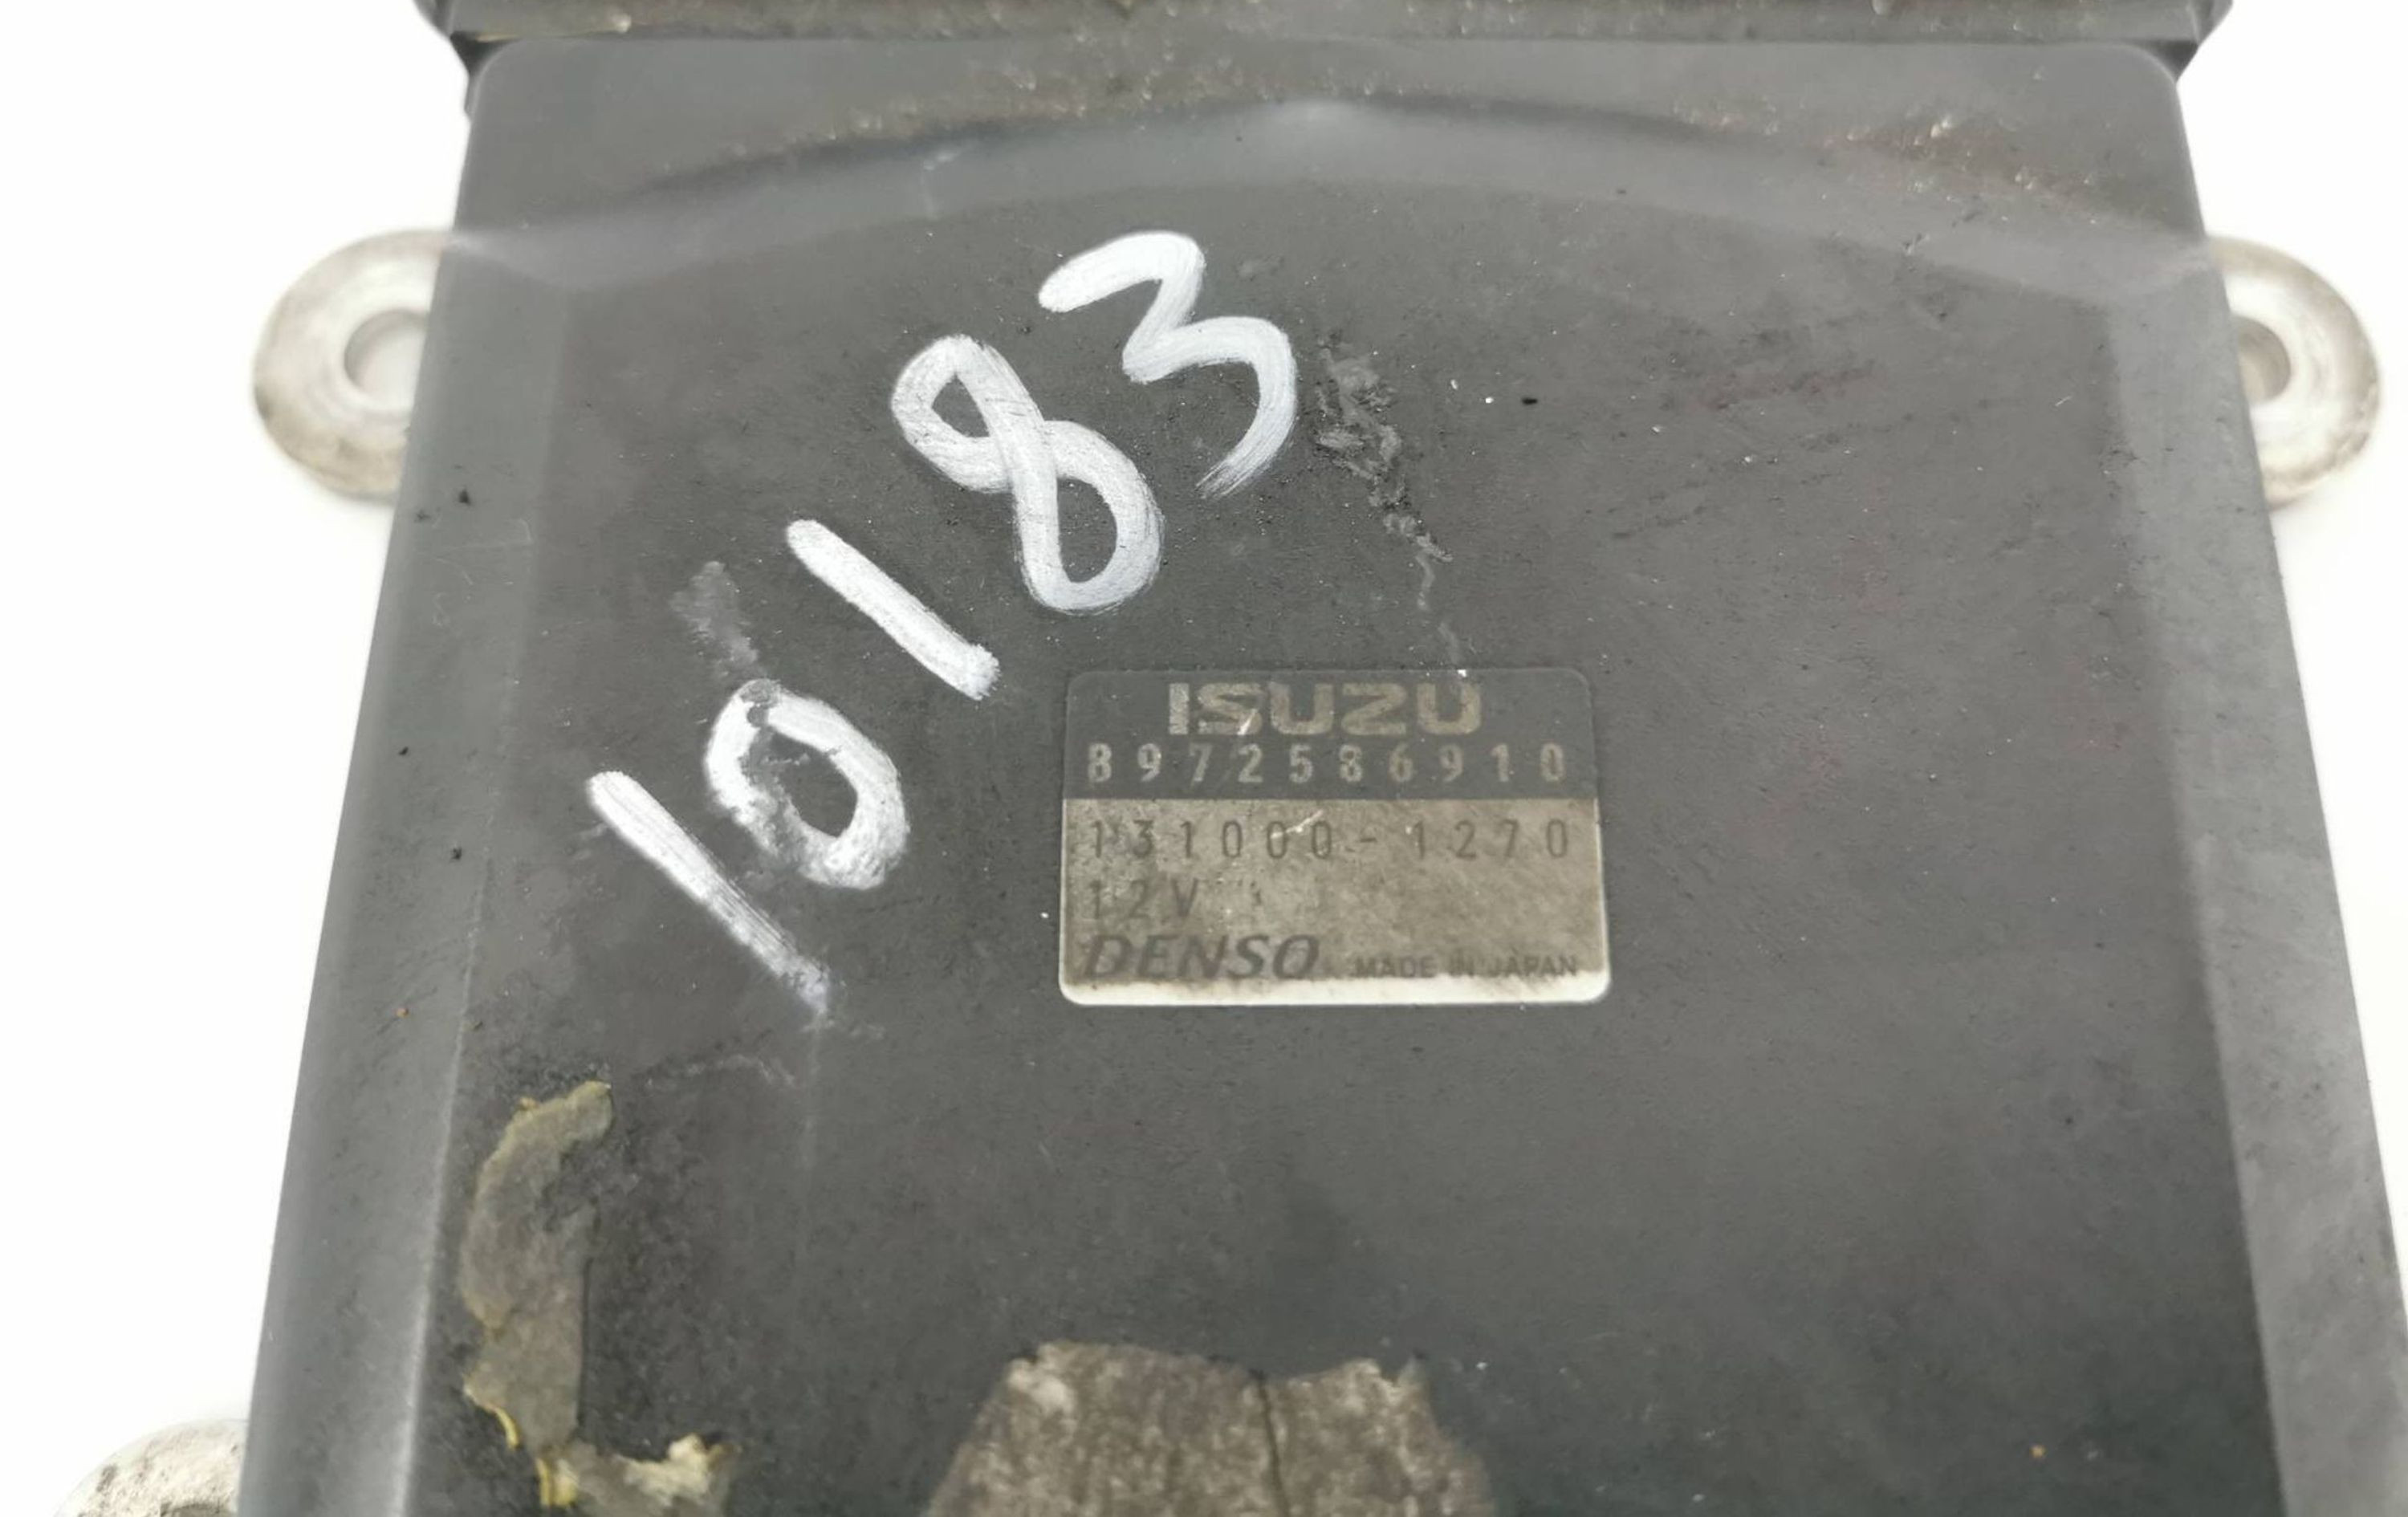 10183
ISUZU
8972586910
131000-1270
12V
DENSO MADE IN JAPAN